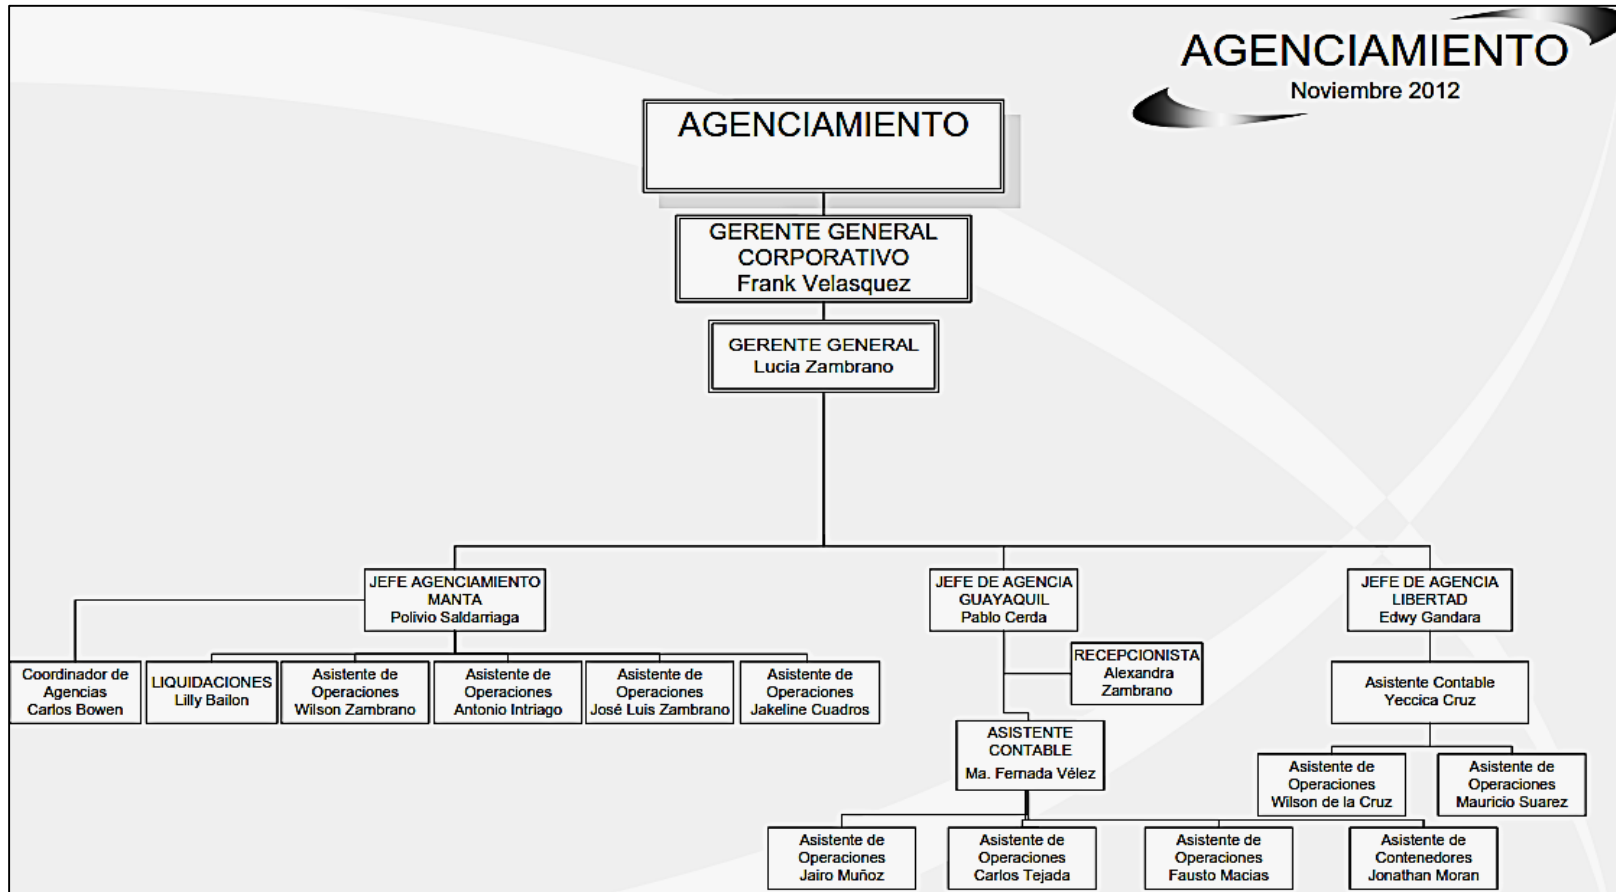 AGENCIAMIENTO
Noviembre 2012
AGENCIAMIENTO
GERENTE GENERAL
CORPORATIVO
Frank Velasquez
GERENTE GENERAL
Lucia Zambrano
JEFE AGENCIAMIENTO
MANTA
Polivio Saldarriaga
JEFE DE AGENCIA
GUAYAQUIL
Pablo Cerda
JEFE DE AGENCIA
LIBERTAD
Edwy Gandara
Coordinador de
Agencias
Carlos Bowen
LIQUIDACIONES
Lilly Bailon
Asistente de
Operaciones
Wilson Zambrano
Asistente de
Operaciones
Antonio Intriago
Asistente de
Operaciones
José Luis Zambrano
Asistente de
Operaciones
Jakeline Cuadros
RECEPCIONISTA
Alexandra
Zambrano
Asistente Contable
Yeccica Cruz
ASISTENTE
CONTABLE
Ma. Fernada Vélez
Asistente de
Operaciones
Wilson de la Cruz
Asistente de
Operaciones
Mauricio Suarez
Asistente de
Operaciones
Jairo Muñoz
Asistente de
Operaciones
Carlos Tejada
Asistente de
Operaciones
Fausto Macias
Asistente de
Contenedores
Jonathan Moran